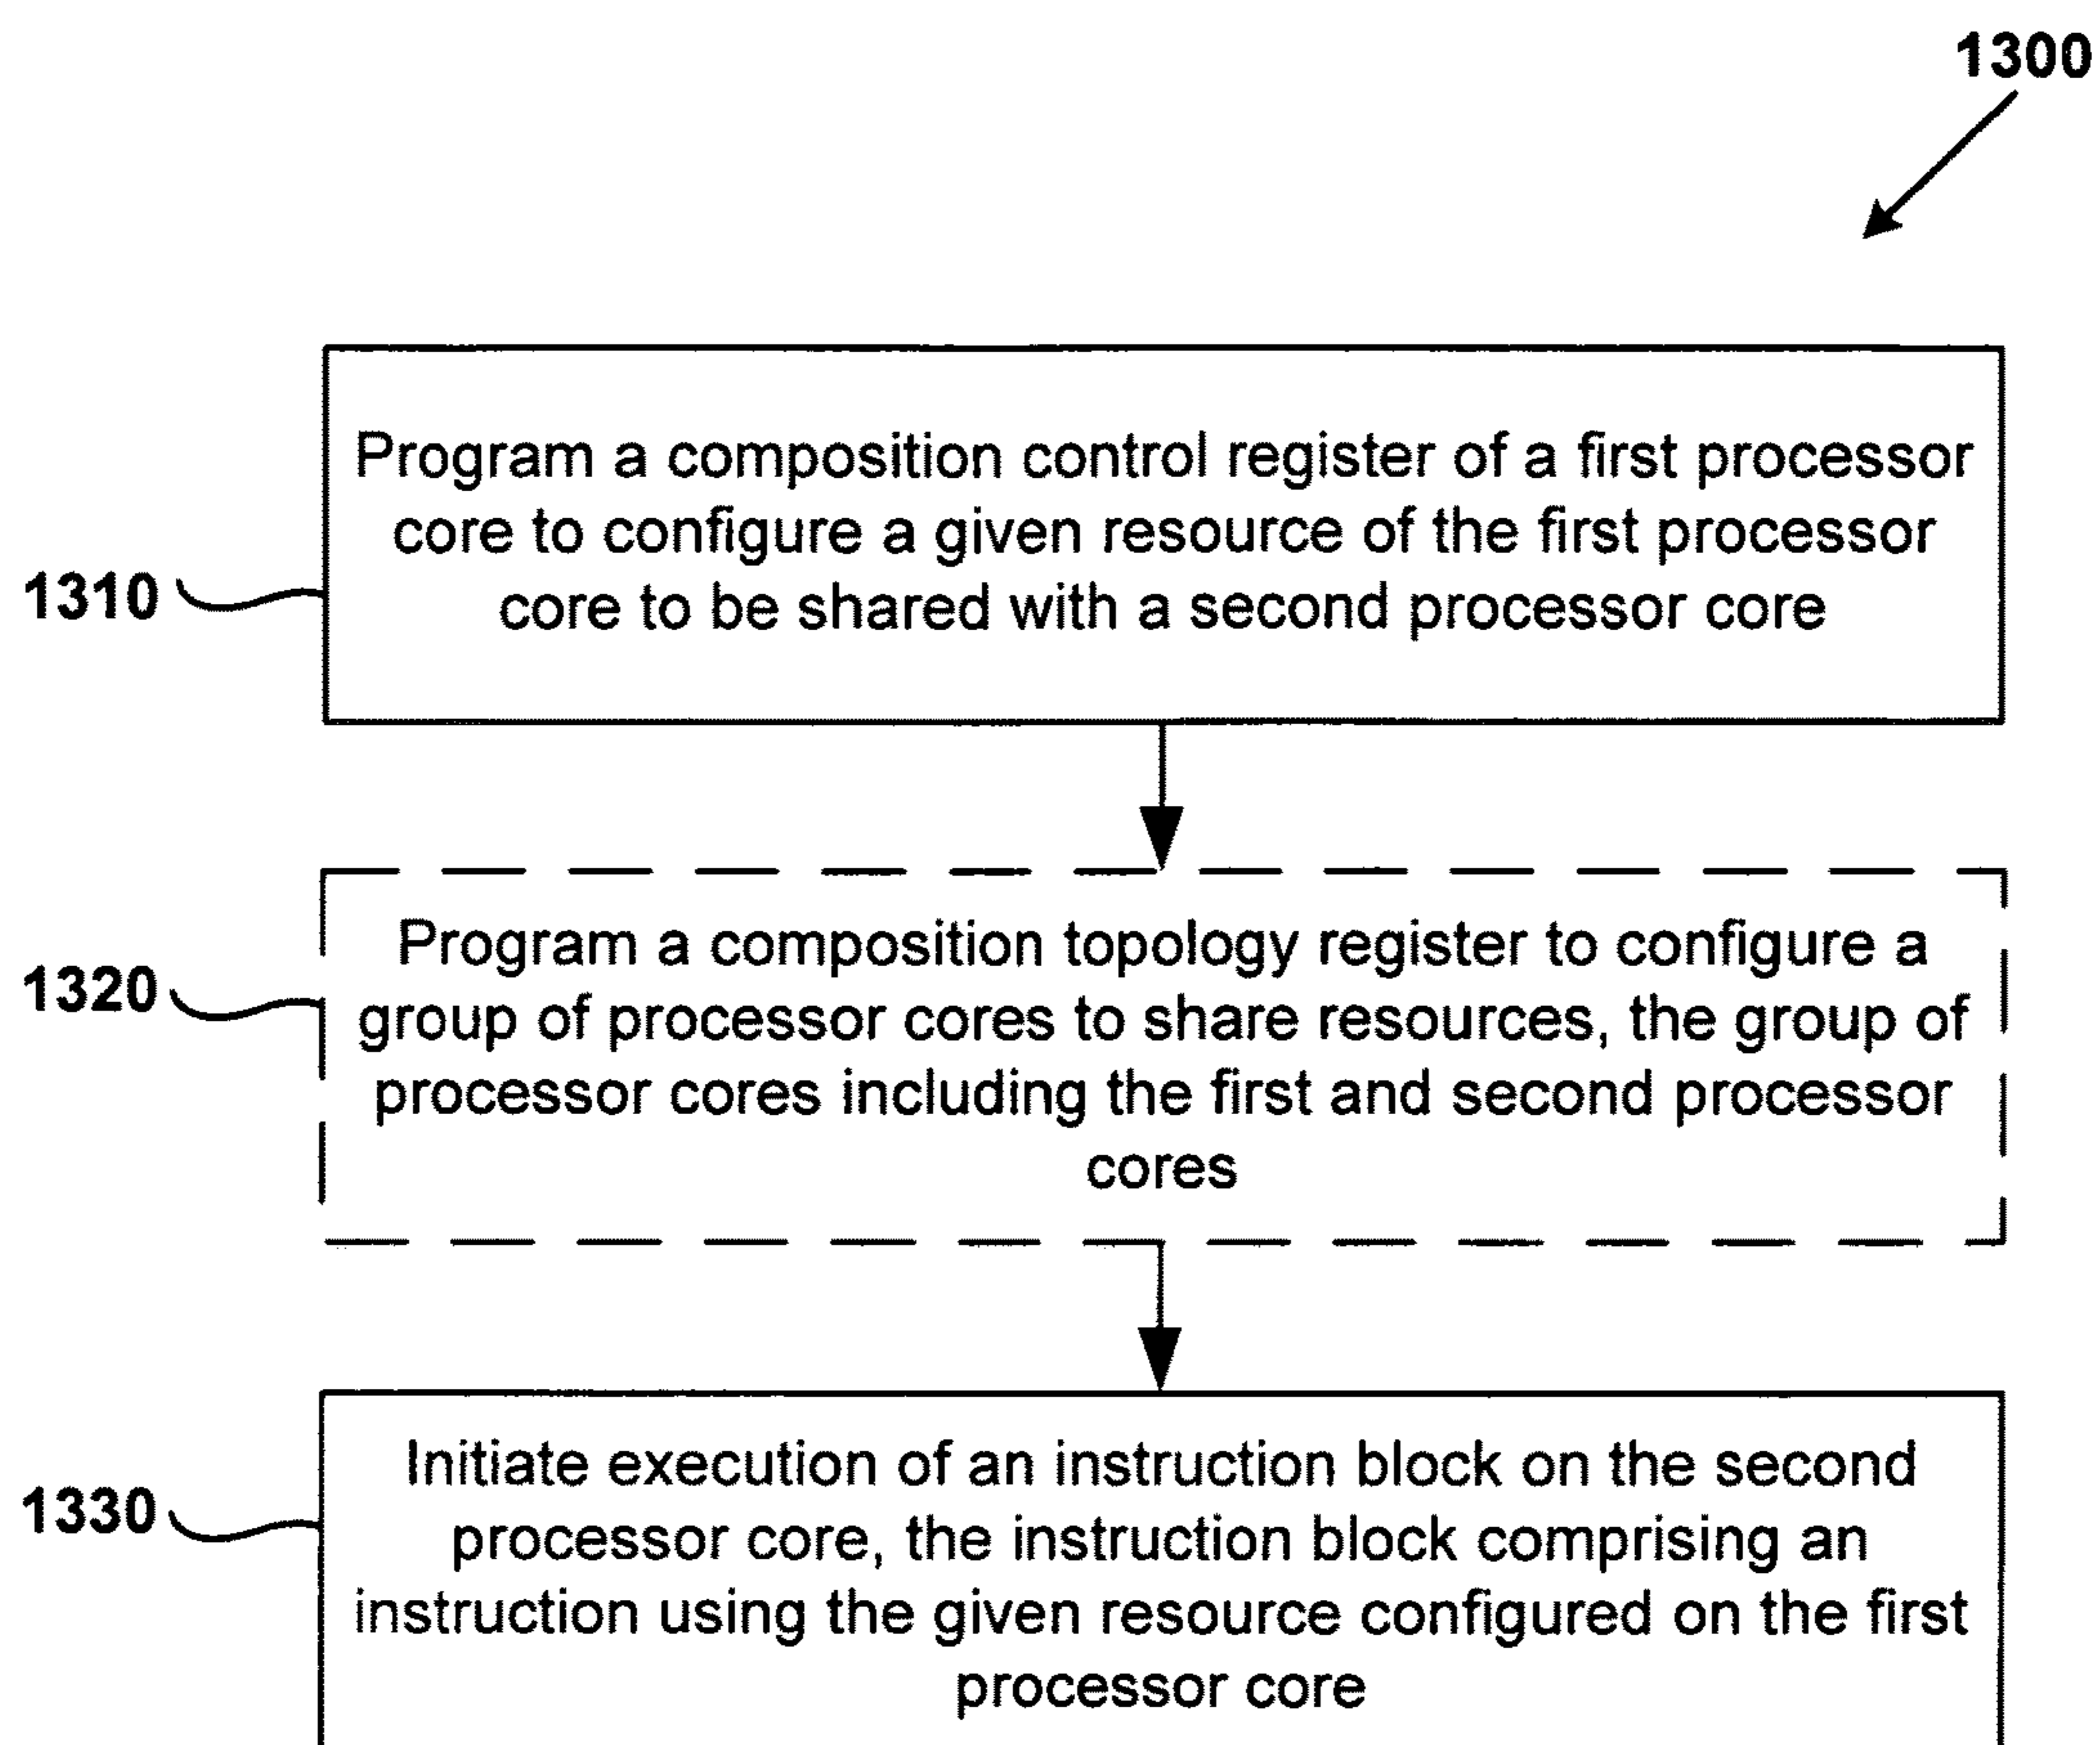 1300
Program a composition control register of a first processor
core to configure a given resource of the first processor
core to be shared with a second processor core
1310
Program a composition topology register to configure a
group of processor cores to share resources, the group of
processor cores including the first and second processor
cores
1320
Initiate execution of an instruction block on the second
processor core, the instruction block comprising an
instruction using the given resource configured on the first
processor core
1330